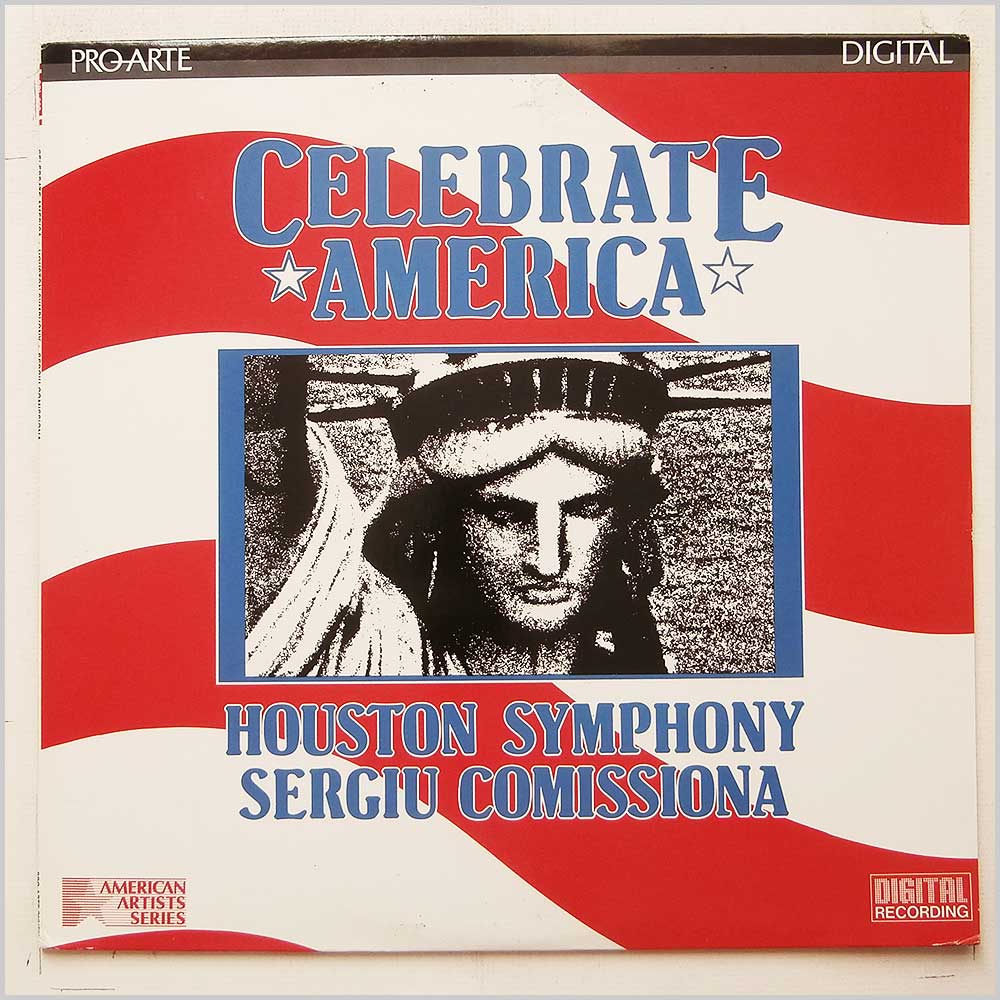 PRO-ARTE
DIGITAL
CELEBRATE
AMERICA
HOUSTON SYMPHONY
SERGIU COMISSIONA
AMERICAN
ARTISTS
SERIES
DIGITAL
RECORDING